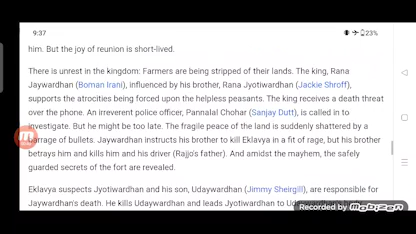 9:37
23%
him. But the joy of reunion is short-lived.
There is unrest in the kingdom: Farmers are being stripped of their lands. The king, Rana
Jaywardhan (Boman Irani), influenced by his brother, Rana Jyotiwardhan (Jackie Shroff),
supports the atrocities being forced upon the helpless peasants. The king receives a death threat
over the phone. An irreverent police officer, Pannalal Chohar (Sanjay Dutt), is called in to
investigate. But he might be too late. The fragile peace of the land is suddenly shattered by a
barrage of bullets. Jaywardhan instructs his brother to kill Eklavya in a fit of rage, but his brother
betrays him and kills him and his driver (Rajjo's father). And amidst the mayhem, the safely
guarded secrets of the fort are revealed.
Eklavya suspects Jyotiwardhan and his son, Udaywardhan (Jimmy Sheirgill), are responsible for
Jaywardhan's death. He kills Udaywardhan and leads Jyotiwardhan to
Recorded by Mobizen